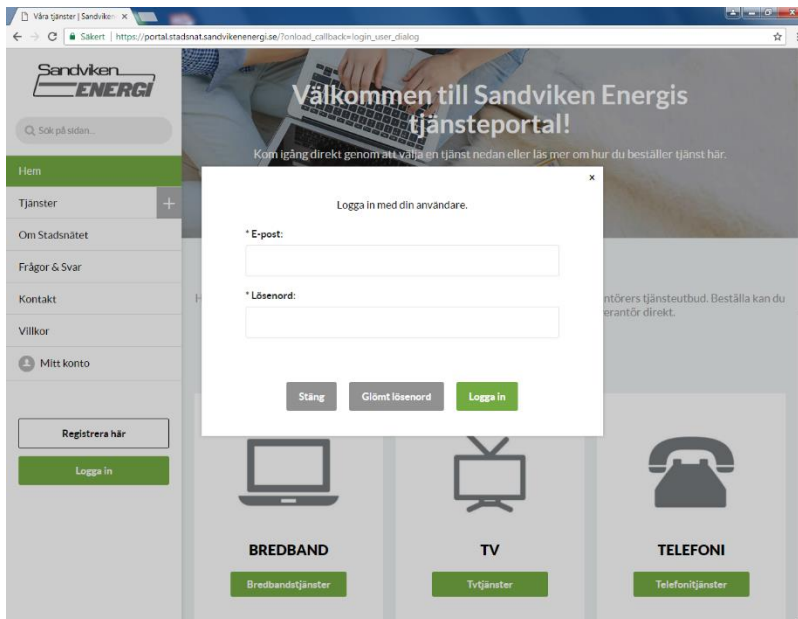 Våra tjänster | Sandviken
Säkert | https://portal.stadsnat.sandvikenenergi.se/?onload_callback=login_user_dialog
Sandviken
ENERGI
Sök på sidan...
Hem
Tjänster
Om Stadsnätet
Frågor & Svar
Kontakt
Villkor
Mitt konto
Registrera här
Logga in
Välkommen till Sandviken Energis
tjänsteportal!
Kom igång direkt genom att välja en tjänst nedan eller läs mer om hur du beställer tjänst här.
x
Logga in med din användare.
* E-post:
* Lösenord:
Stäng Glömt lösenord Logga in
H
ntörers tjänsteutbud. Beställa kan du
erantör direkt.
BREDBAND TV TELEFONI
Bredbandstjänster Tvtjänster Telefonitjänster